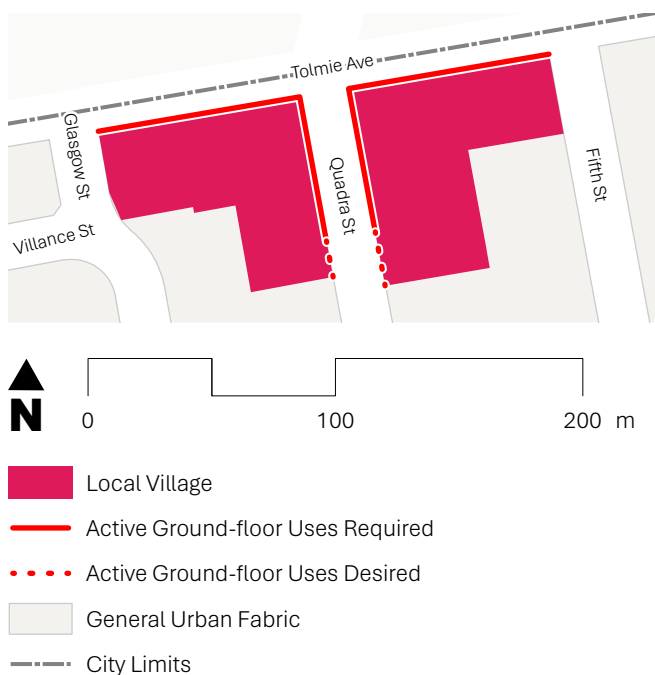 Tolmie Ave
Glasgow St
Quadra St
Fifth St
Villance St
N
0 100 200 m
Local Village
Active Ground-floor Uses Required
Active Ground-floor Uses Desired
General Urban Fabric
City Limits